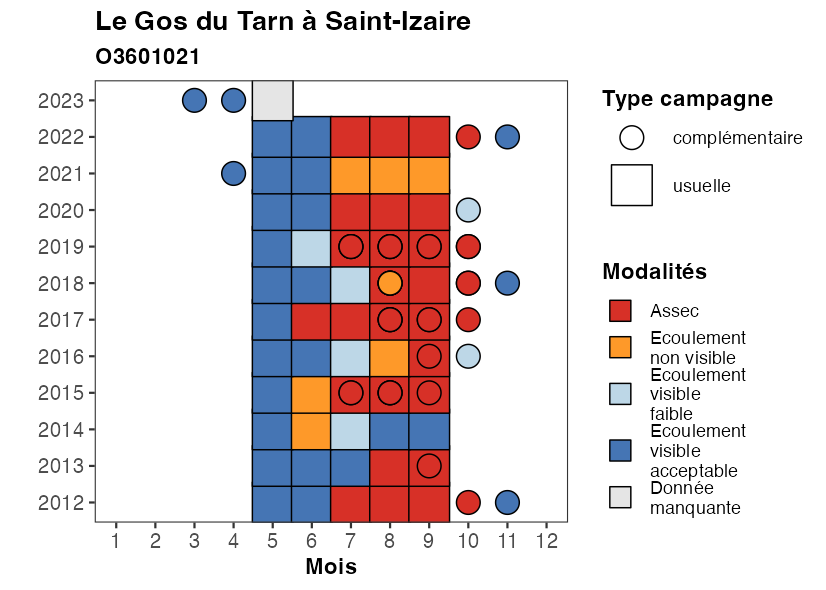 Le Gos du Tarn à Saint-Izaire
O3601021
2023
2022
2021
2020
2019
2018
2017
2016
2015
2014
2013
2012
1 2 3 4 5 6 7 8 9 10 11 12
Mois
Type campagne
complémentaire
usuelle
Modalités
Assec
Ecoulement
non visible
Ecoulement
visible
faible
Ecoulement
visible
acceptable
Donnée
manquante